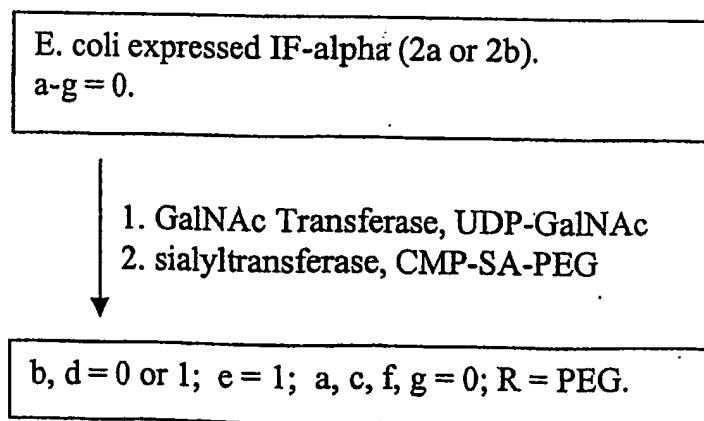 E. coli expressed IF-alpha (2a or 2b).
a-g = 0.
1. GalNAc Transferase, UDP-GalNAc
2. sialyltransferase, CMP-SA-PEG
b, d = 0 or 1; e = 1; a, c, f, g = 0; R = PEG.